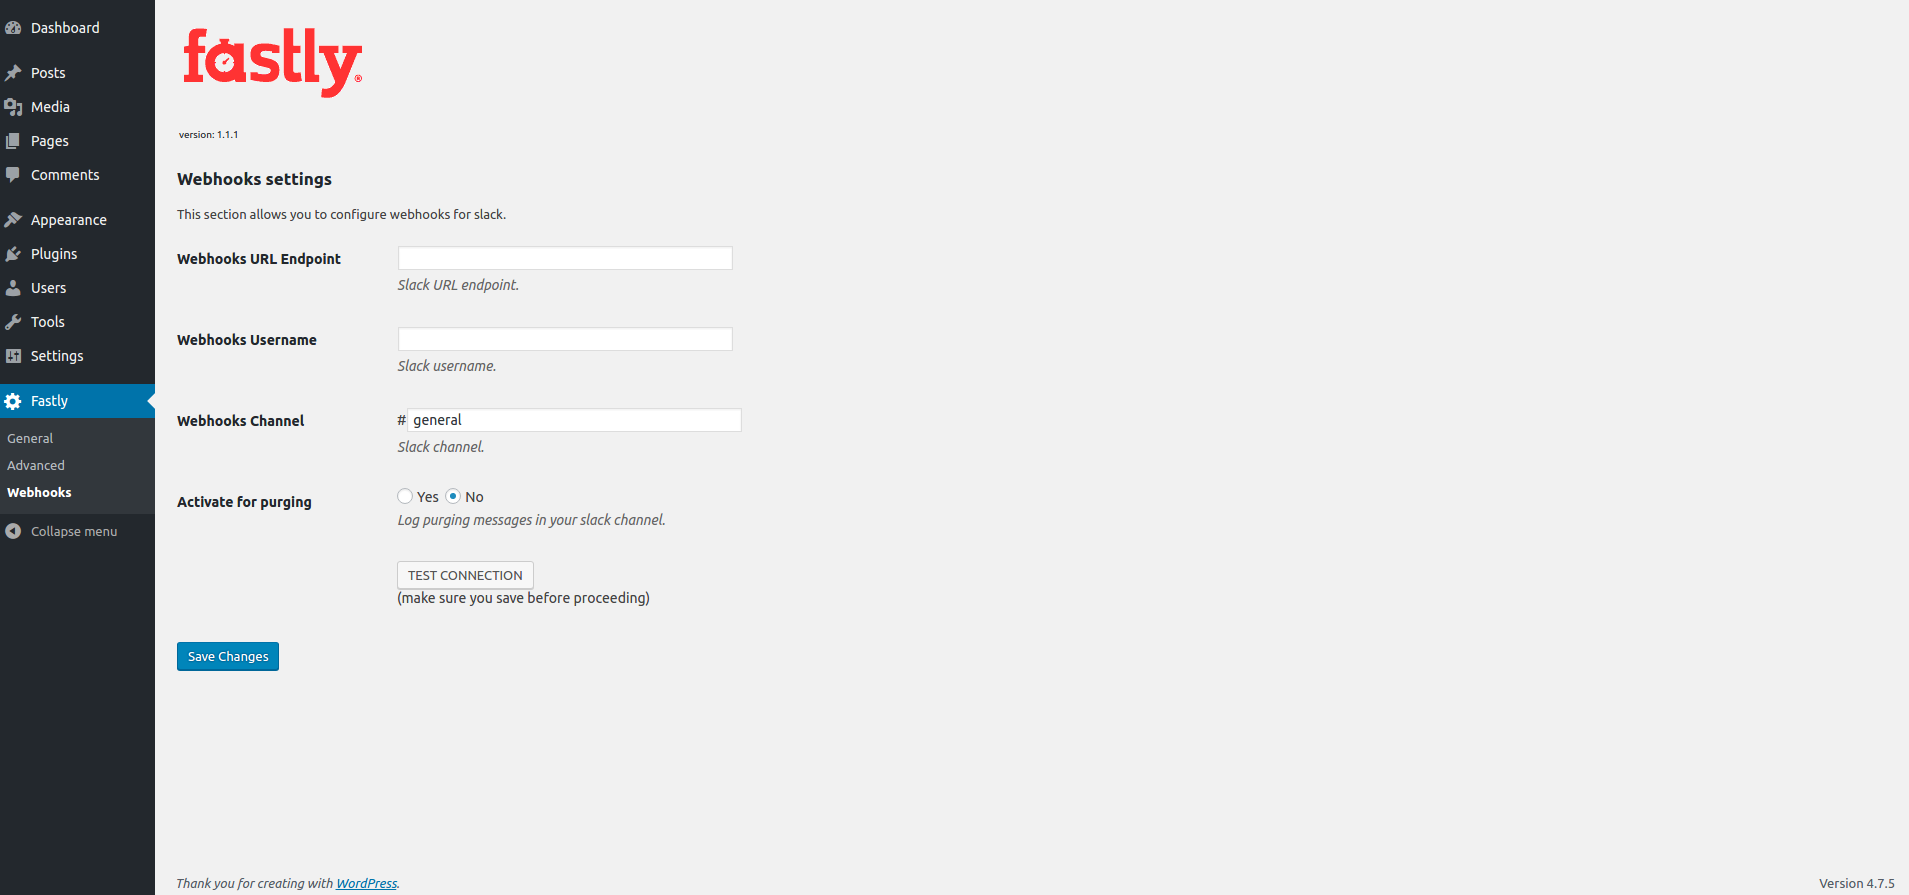 Dashboard
Posts
Media
Pages
Comments
Appearance
Plugins
Users
Tools
Settings
Fastly
General
Advanced
Webhooks
Collapse menu
fastly®
version: 1.1.1
Webhooks settings
This section allows you to configure webhooks for slack.
Webhooks URL Endpoint
Slack URL endpoint.
Webhooks Username
Slack username.
Webhooks Channel # general
Slack channel.
Activate for purging Yes No
Log purging messages in your slack channel.
TEST CONNECTION
(make sure you save before proceeding)
Save Changes
Thank you for creating with WordPress. Version 4.7.5